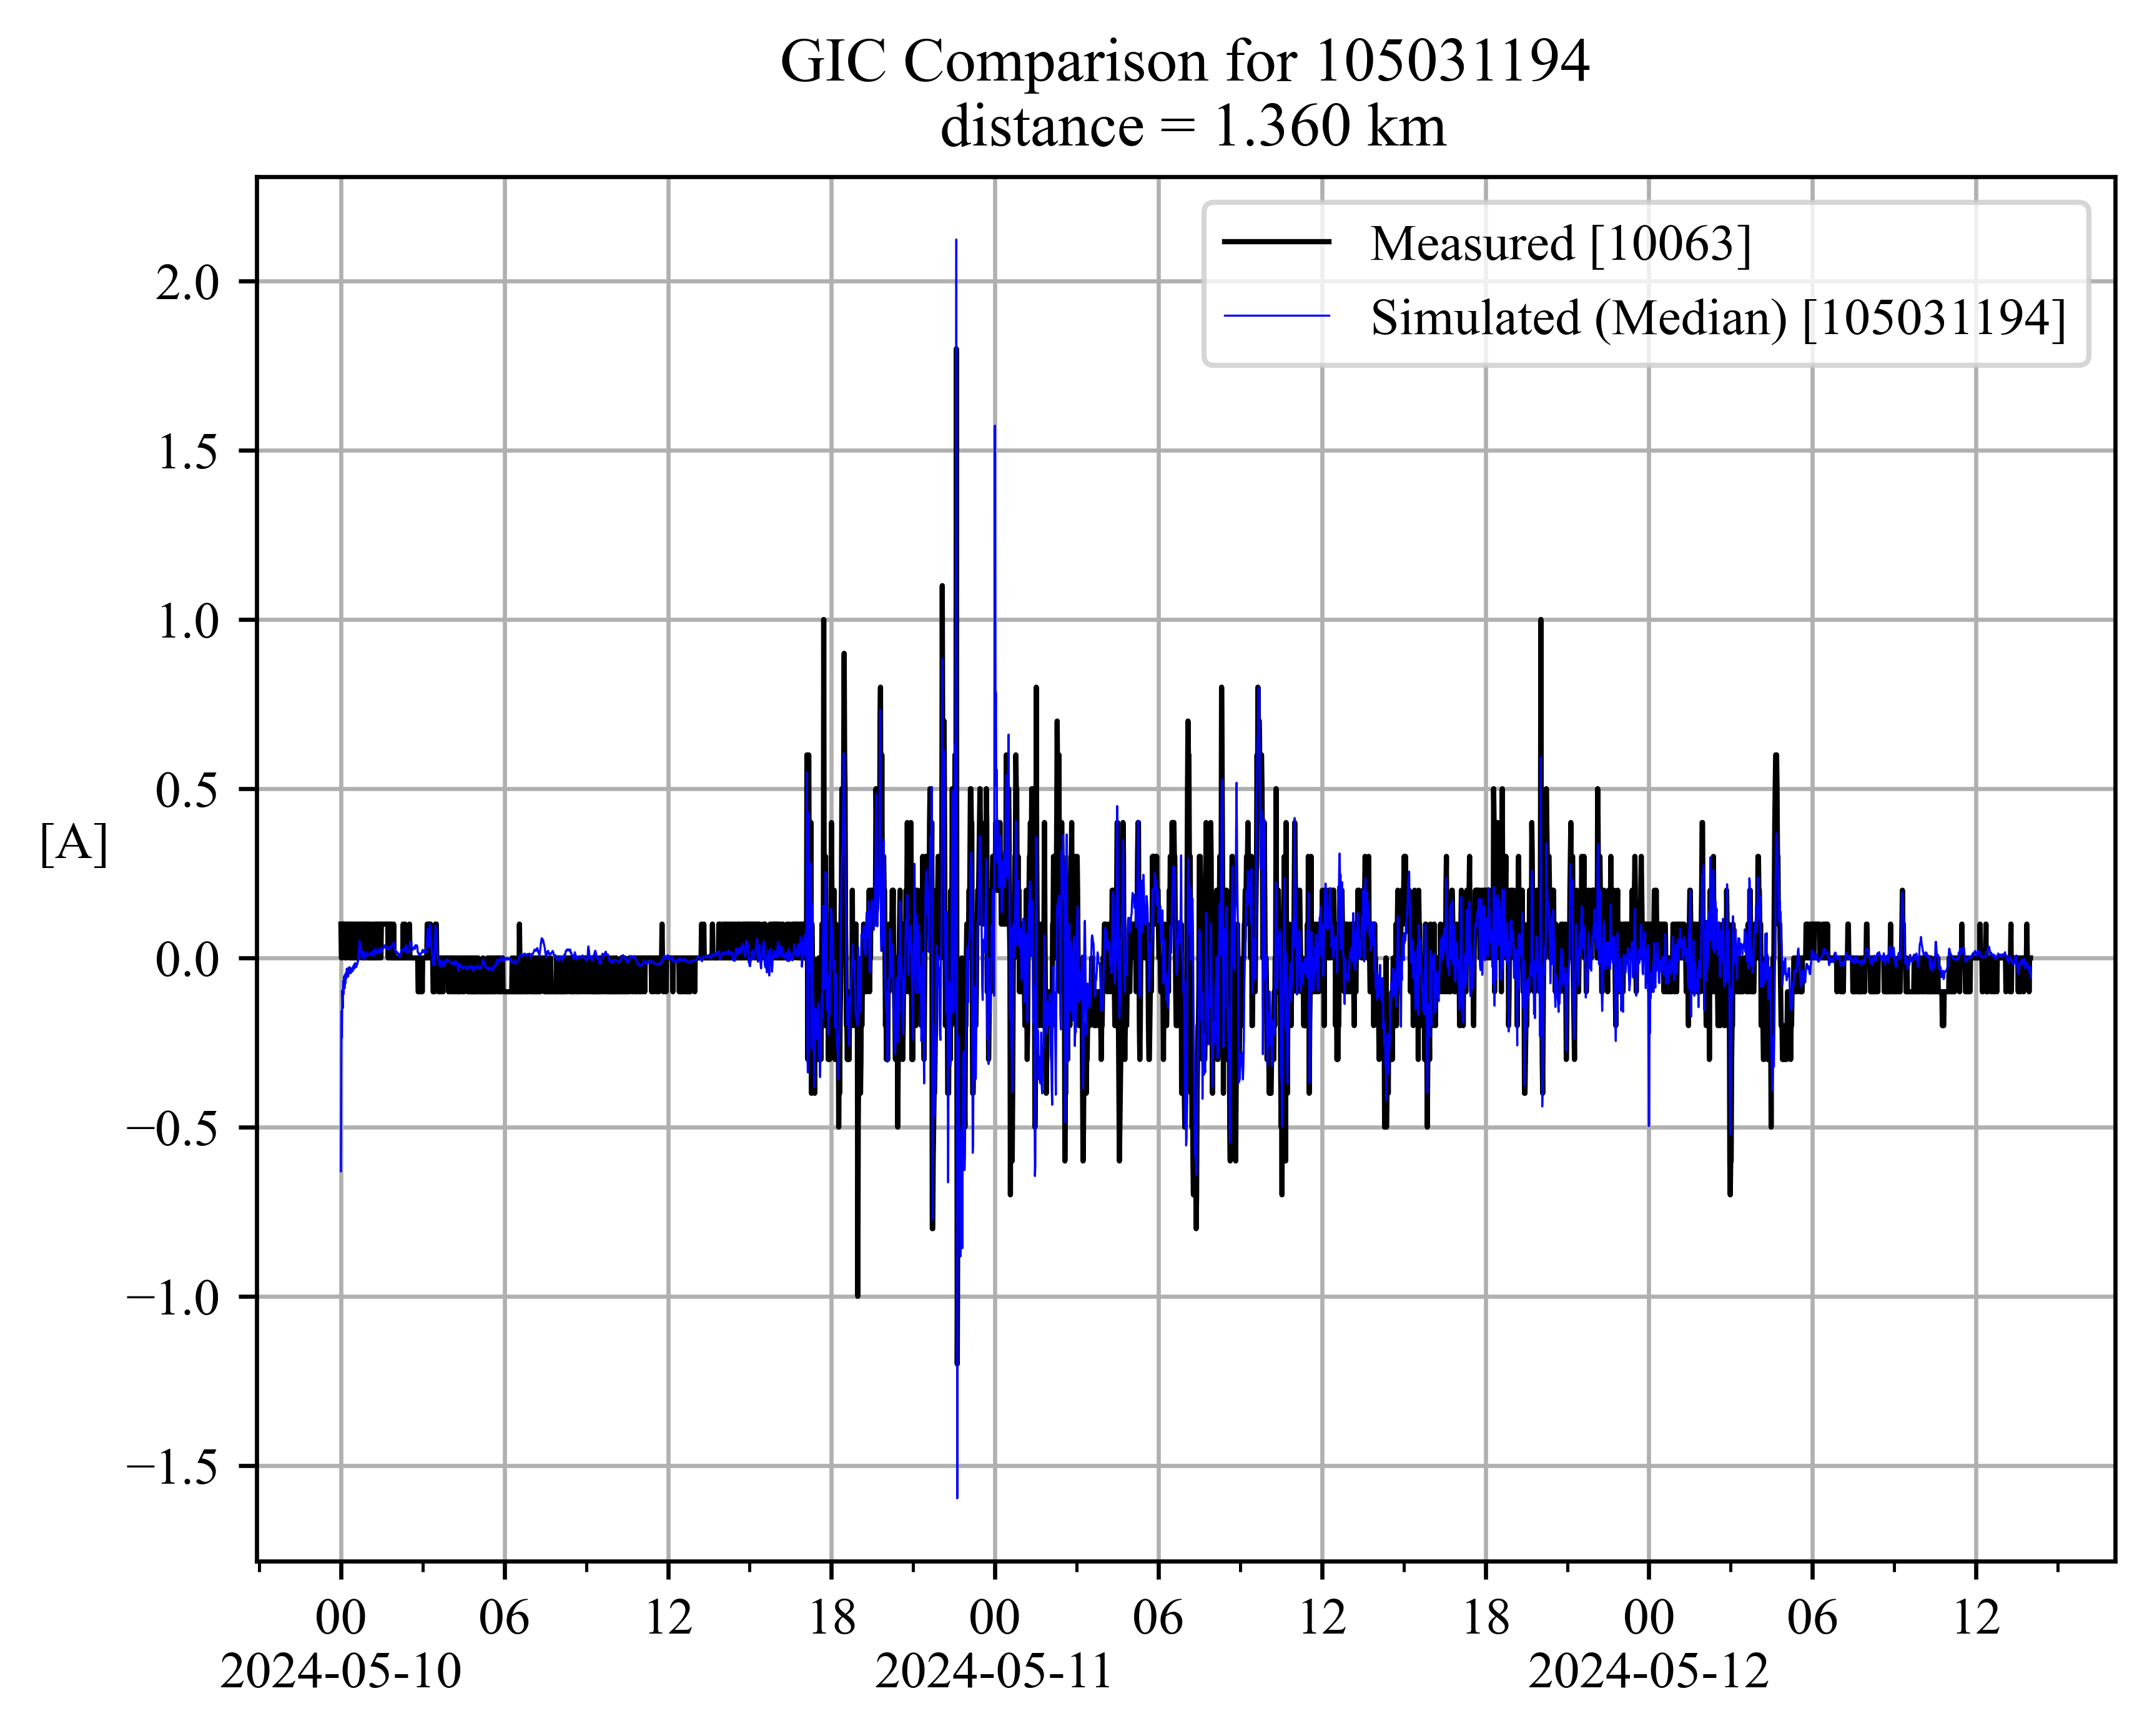 GIC Comparison for 105031194
distance = 1.360 km
Measured [10063]
Simulated (Median) [105031194]
2.0
1.5
1.0
0.5
0.0
−0.5
−1.0
−1.5
[A]
00 06 12 18 00 06 12 18 00 06 12
2024-05-10 2024-05-11 2024-05-12